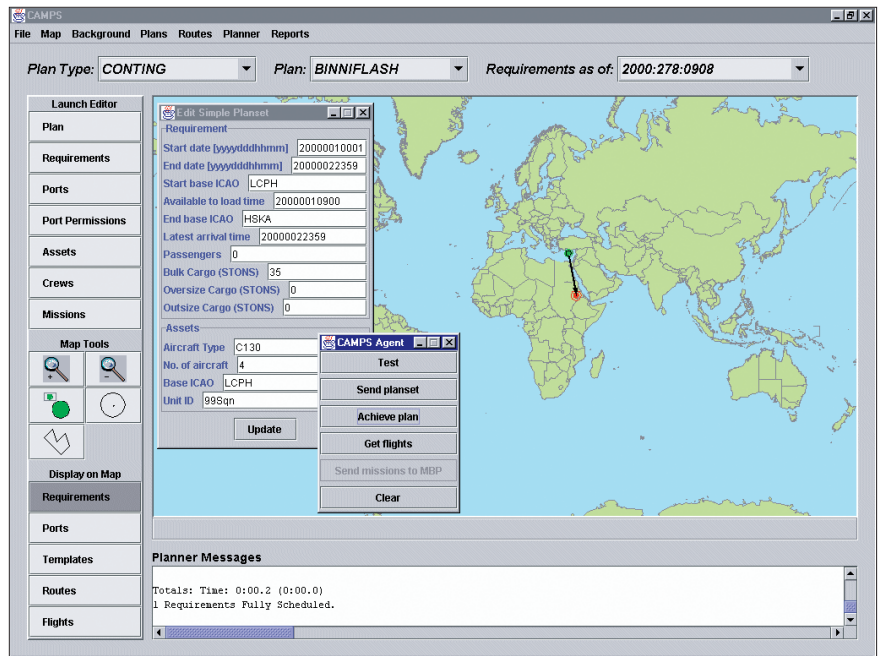 CAMPS
File Map Background Plans Routes Planner Reports
Plan Type: CONTING Plan: BINNIFLASH Requirements as of: 2000:278:0908
Launch Editor
Plan
Requirements
Ports
Port Permissions
Assets
Crews
Missions
Map Tools
Display on Map
Requirements
Ports
Templates
Routes
Flights
Edit Simple Planset
Requirement
Start date [yyyydddhhmm] 20000010001
End date [yyyydddhhmm] 20000022359
Start base ICAO LCPH
Available to load time 20000010900
End base ICAO HSKA
Latest arrival time 20000022359
Passengers 0
Bulk Cargo (STONS) 35
Oversize Cargo (STONS) 0
Outsize Cargo (STONS) 0
Assets
Aircraft Type C130
No. of aircraft 4
Base ICAO LCPH
Unit ID 99Sqn
Update
CAMPS Agent
Test
Send planset
Achieve plan
Get flights
Send missions to MBP
Clear
Planner Messages
Totals: Time: 0:00.2 (0:00.0)
1 Requirements Fully Scheduled.